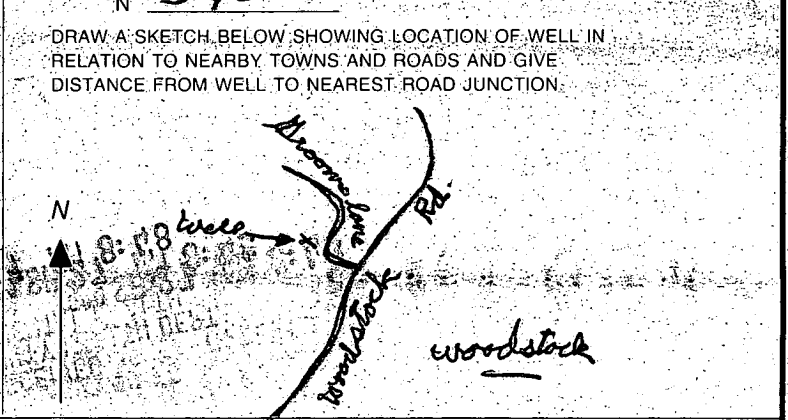 N
DRAW A SKETCH BELOW SHOWING LOCATION OF WELL IN
RELATION TO NEARBY TOWNS AND ROADS AND GIVE
DISTANCE FROM WELL TO NEAREST ROAD JUNCTION
Grooms Lane
N
Well
Woodstock Rd.
Woodstock